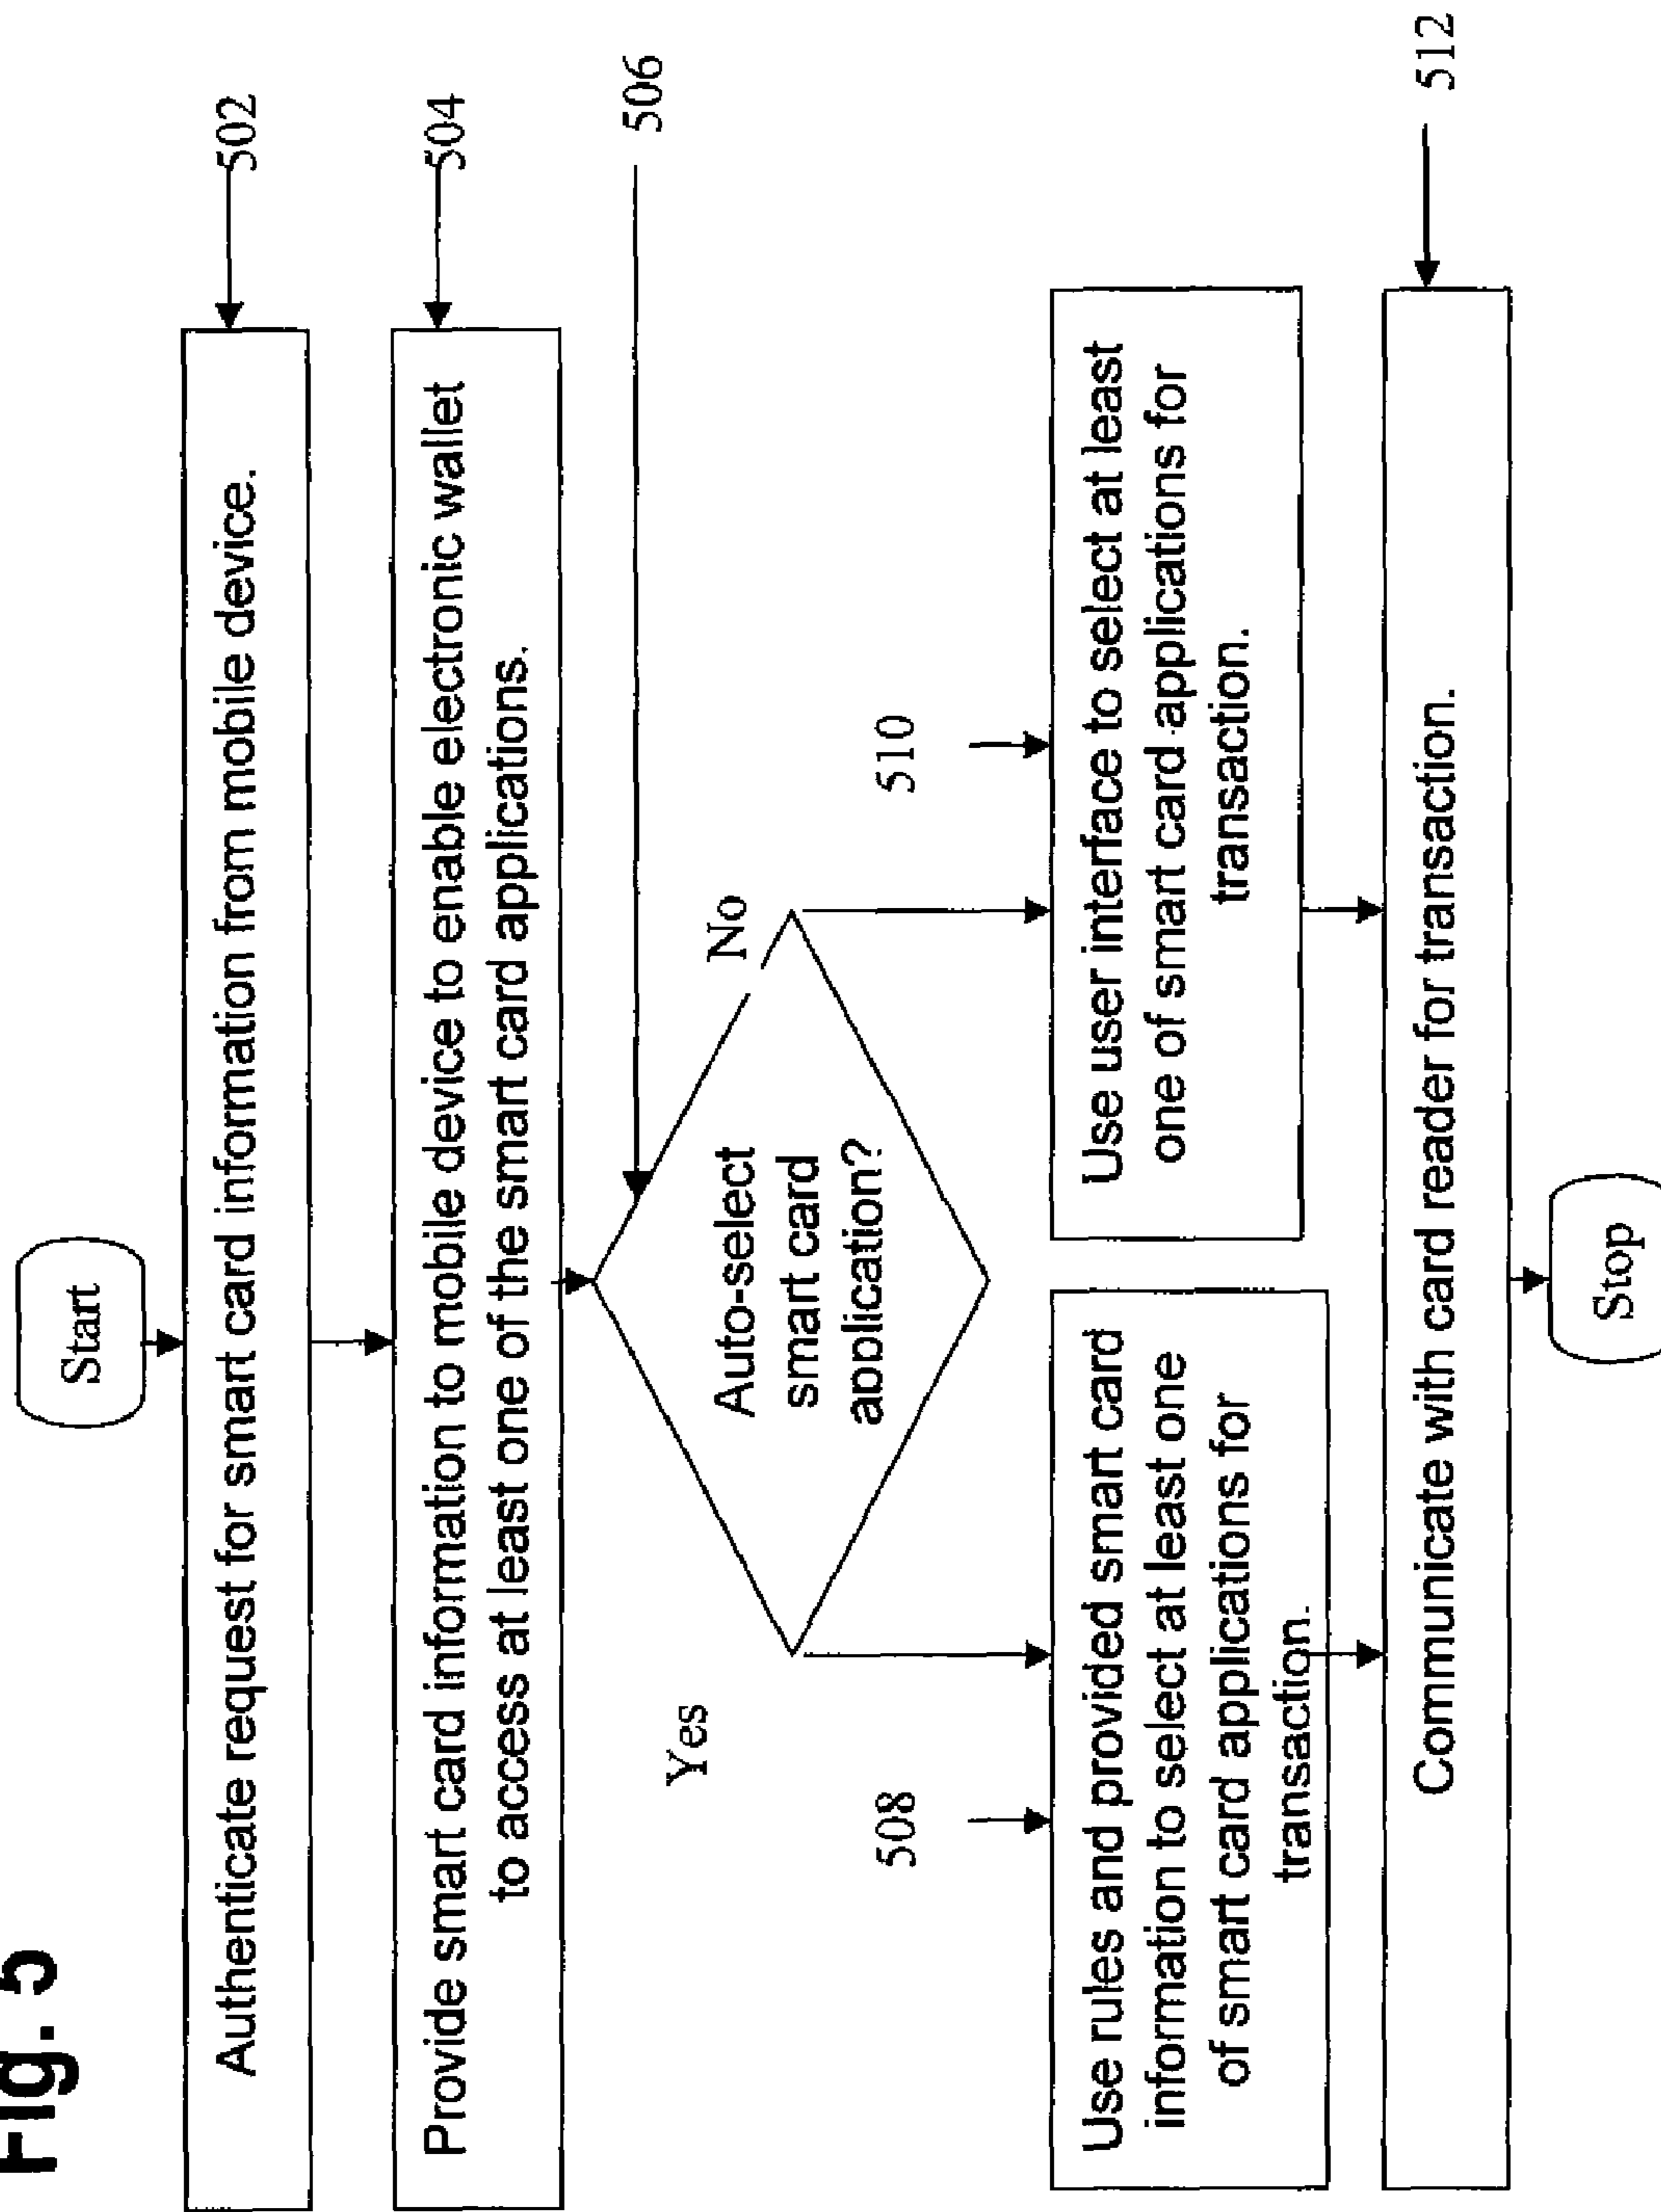 Fig. 5
Start
Authenticate request for smart card information from mobile device.
502
Provide smart card information to mobile device to enable electronic wallet
to access at least one of the smart card applications.
504
506
Auto-select
smart card
application?
Yes
No
508
510
Use rules and provided smart card
information to select at least one
of smart card applications for
transaction.
Use user interface to select at least
one of smart card applications for
transaction.
Communicate with card reader for transaction.
512
Stop